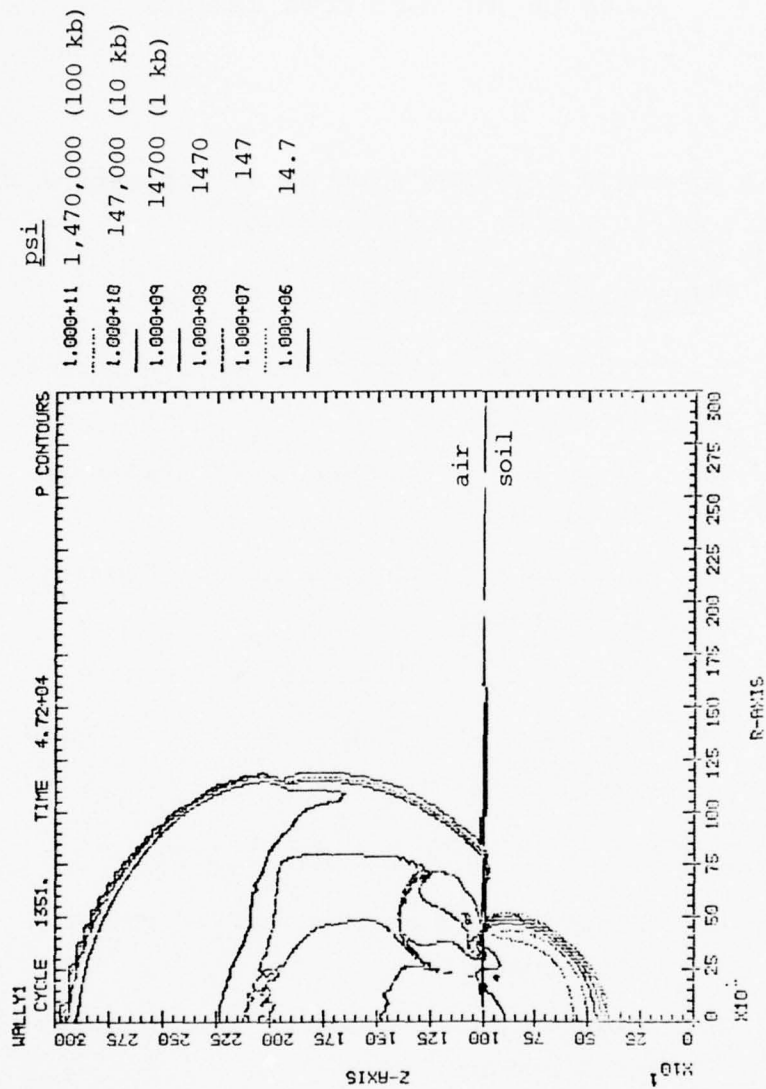 WALLY1
CYCLE 1351. TIME 4.72+04 P CONTOURS
psi
1.000+11 1,470,000 (100 kb)
1.000+10 147,000 (10 kb)
1.000+09 14700 (1 kb)
1.000+08 1470
1.000+07 147
1.000+06 14.7
300
275
250
225
200
175
150
125
100
75
50
25
0
Z-AXIS
X10¹
air
soil
0 25 50 75 100 125 150 175 200 225 250 275 300
R-AXIS